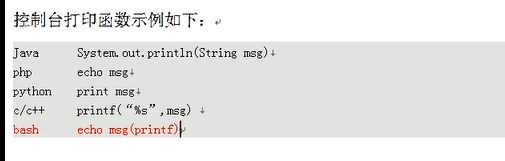 控制台打印函数示例如下：
Java System.out.println(String msg)
php echo msg
python print msg
c/c++ printf(“%s”,msg)
bash echo msg(printf)